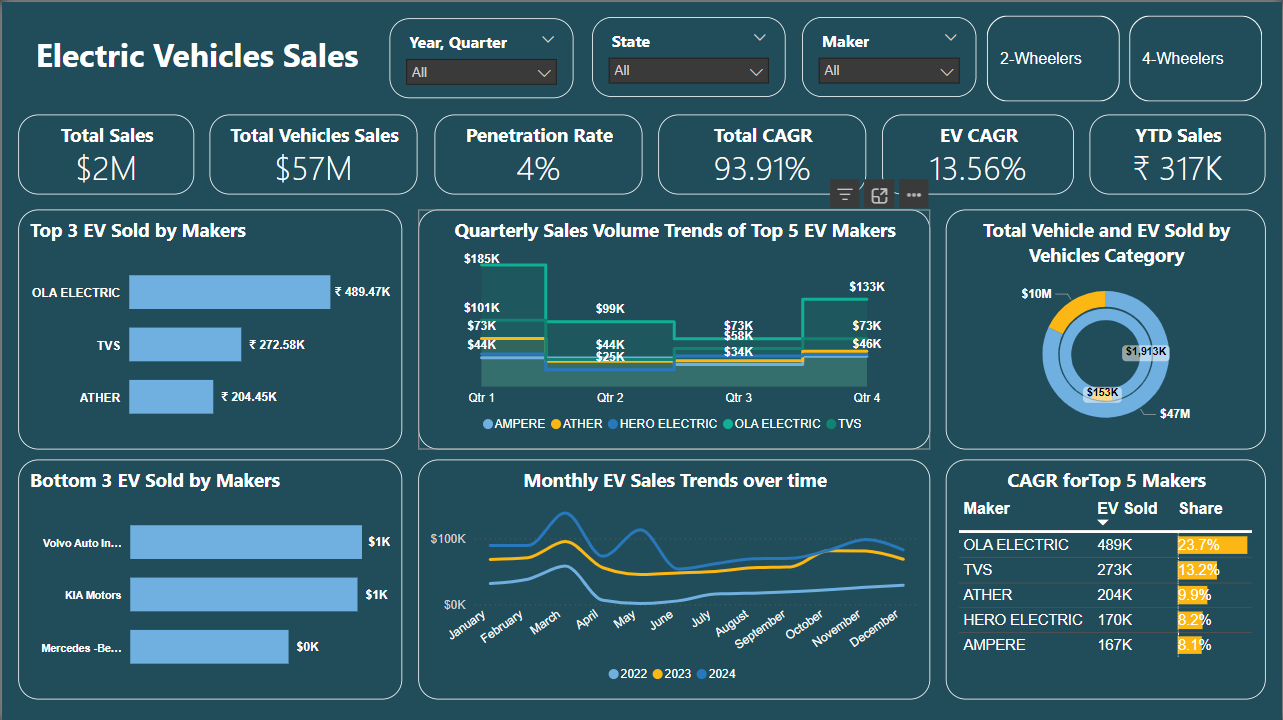 Electric Vehicles Sales
Year, Quarter
All
State
All
Maker
All
2-Wheelers
4-Wheelers
Total Sales
$2M
Total Vehicles Sales
$57M
Penetration Rate
4%
Total CAGR
93.91%
EV CAGR
13.56%
YTD Sales
₹ 317K
Top 3 EV Sold by Makers
OLA ELECTRIC ₹ 489.47K
TVS ₹ 272.58K
ATHER ₹ 204.45K
Quarterly Sales Volume Trends of Top 5 EV Makers
$185K
$101K
$73K
$44K
$99K
$44K
$25K
$73K
$58K
$34K
$133K
$73K
$46K
Qtr 1 Qtr 2 Qtr 3 Qtr 4
AMPERE ATHER HERO ELECTRIC OLA ELECTRIC TVS
Total Vehicle and EV Sold by
Vehicles Category
$10M
$1,913K
$153K
$47M
Bottom 3 EV Sold by Makers
Volvo Auto In... $1K
KIA Motors $1K
Mercedes -Be... $0K
Monthly EV Sales Trends over time
$100K
$0K
January February March April May June July August September October November December
2022 2023 2024
CAGR forTop 5 Makers
Maker EV Sold Share
OLA ELECTRIC 489K 23.7%
TVS 273K 13.2%
ATHER 204K 9.9%
HERO ELECTRIC 170K 8.2%
AMPERE 167K 8.1%